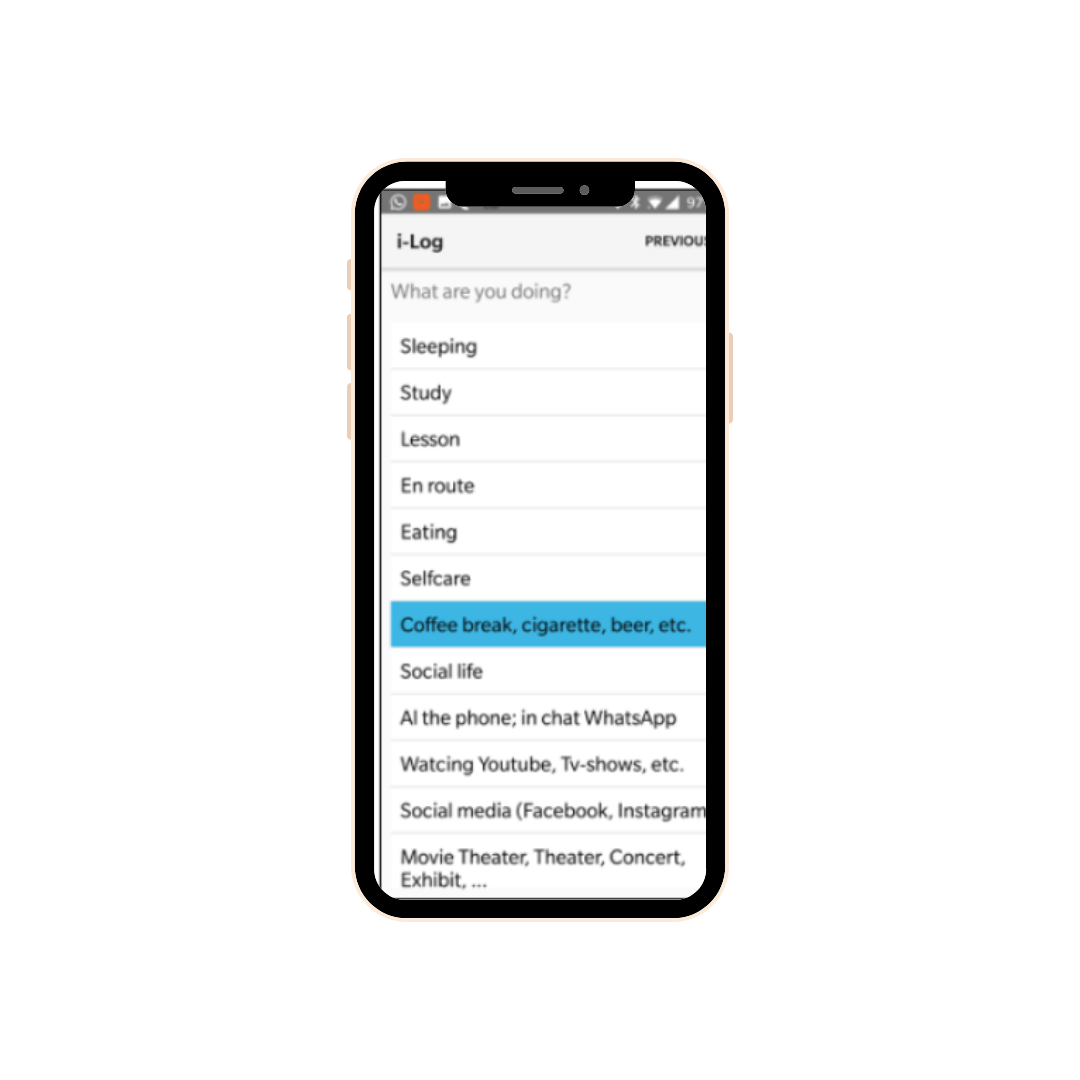 97
i-Log PREVIOUS
What are you doing?
Sleeping
Study
Lesson
En route
Eating
Selfcare
Coffee break, cigarette, beer, etc.
Social life
Al the phone; in chat WhatsApp
Watcing Youtube, Tv-shows, etc.
Social media (Facebook, Instagram
Movie Theater, Theater, Concert,
Exhibit, ...